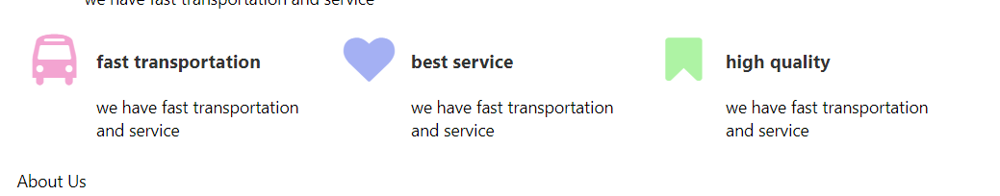 we have fast transportation and service
fast transportation
best service
high quality
we have fast transportation
and service
we have fast transportation
and service
we have fast transportation
and service
About Us